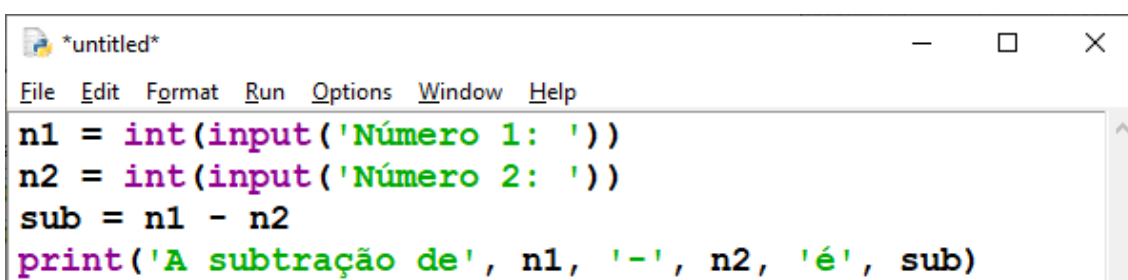 *untitled*
File Edit Format Run Options Window Help
n1 = int(input('Número 1: '))
n2 = int(input('Número 2: '))
sub = n1 - n2
print('A subtração de', n1, '-', n2, 'é', sub)